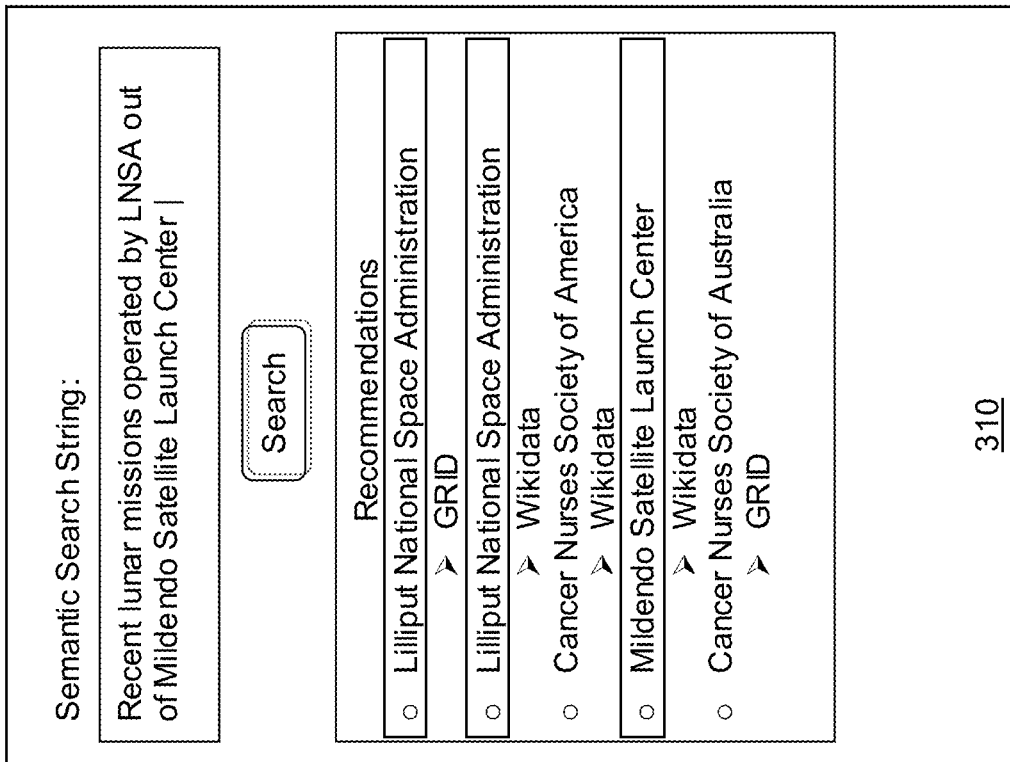 Semantic Search String:
Recent lunar missions operated by LNSA out
of Mildendo Satellite Launch Center |
Search
Recommendations
○ Lilliput National Space Administration
➢ GRID
○ Lilliput National Space Administration
➢ Wikidata
○ Cancer Nurses Society of America
➢ Wikidata
○ Mildendo Satellite Launch Center
➢ Wikidata
○ Cancer Nurses Society of Australia
➢ GRID
310